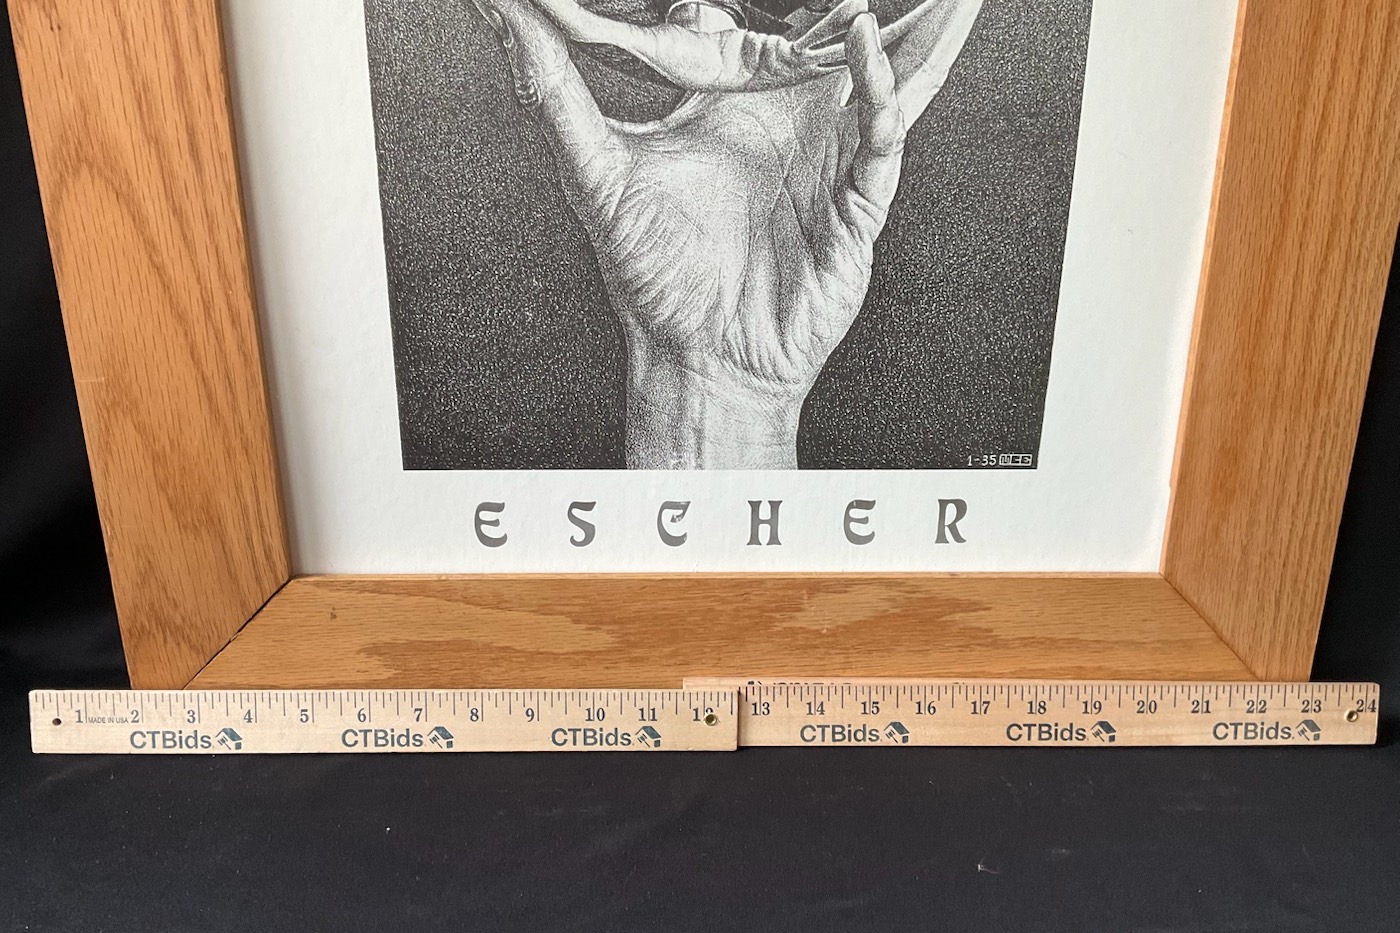 1-35 MCE
ESCHER
1 MADE IN USA 2 3 4 5 6 7 8 9 10 11 12 13 14 15 16 17 18 19 20 21 22 23 24
CTBids CTBids CTBids CTBids CTBids CTBids